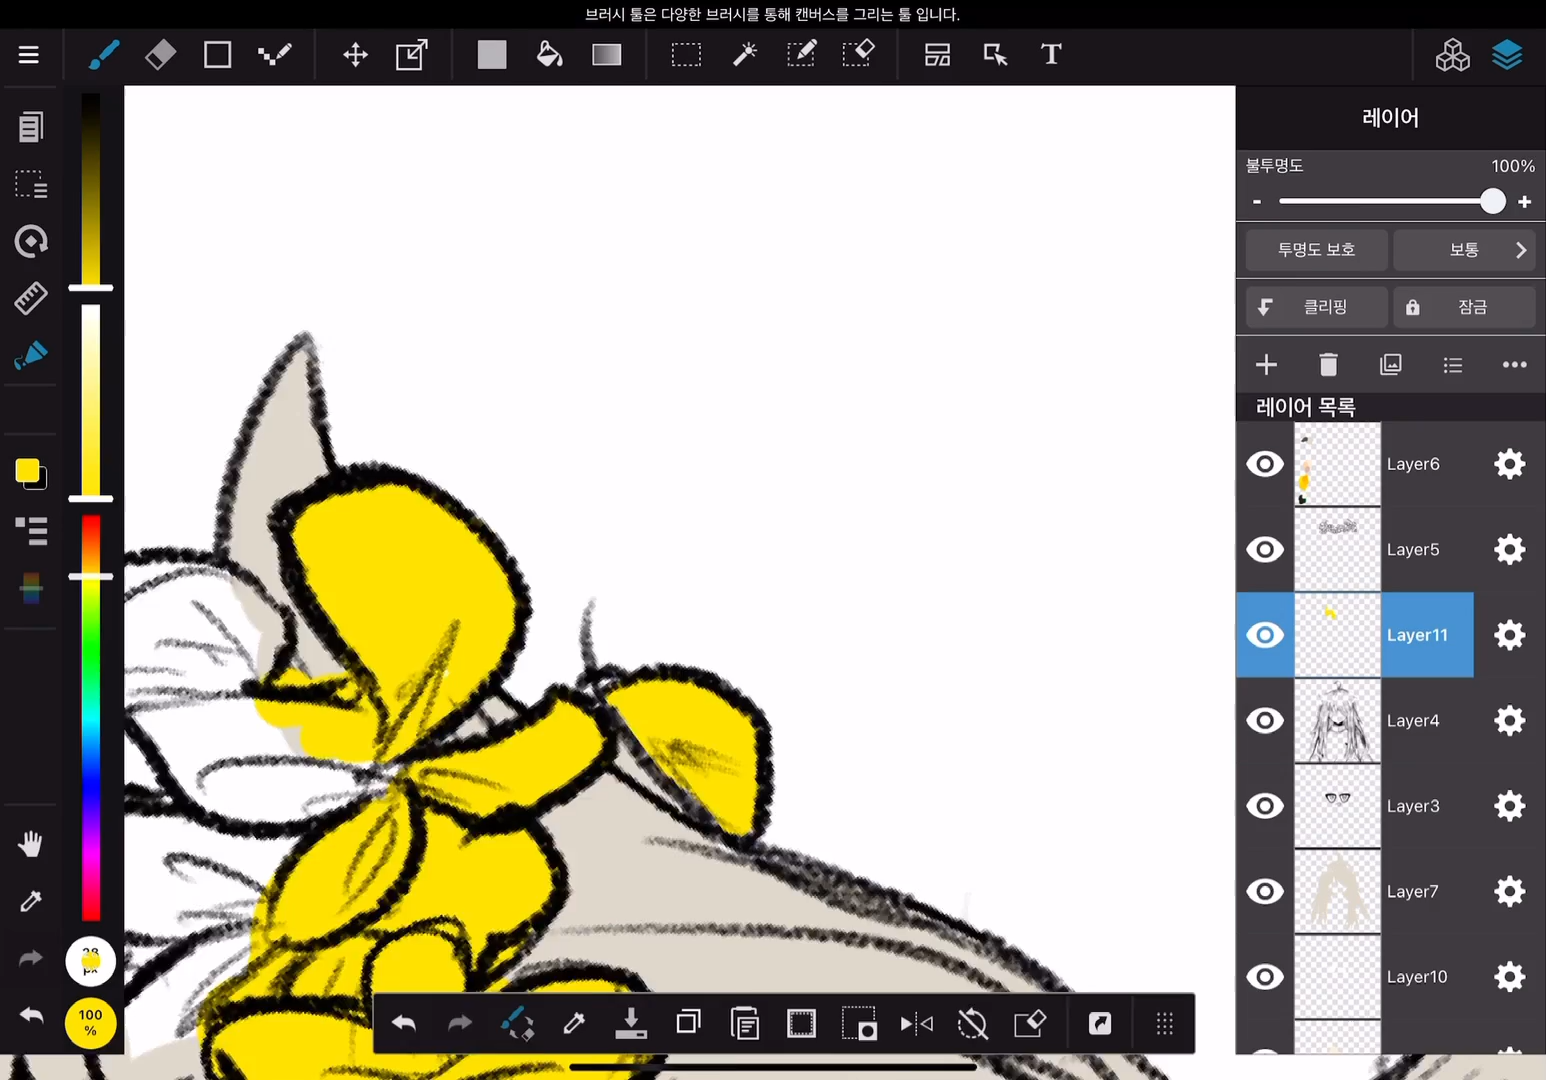 브러시 툴은 다양한 브러시를 통해 캔버스를 그리는 툴 입니다.
T
레이어
불투명도 100%
- +
투명도 보호 보통
클리핑 잠금
레이어 목록
Layer6
Layer5
Layer11
Layer4
Layer3
Layer7
Layer10
px
100
%